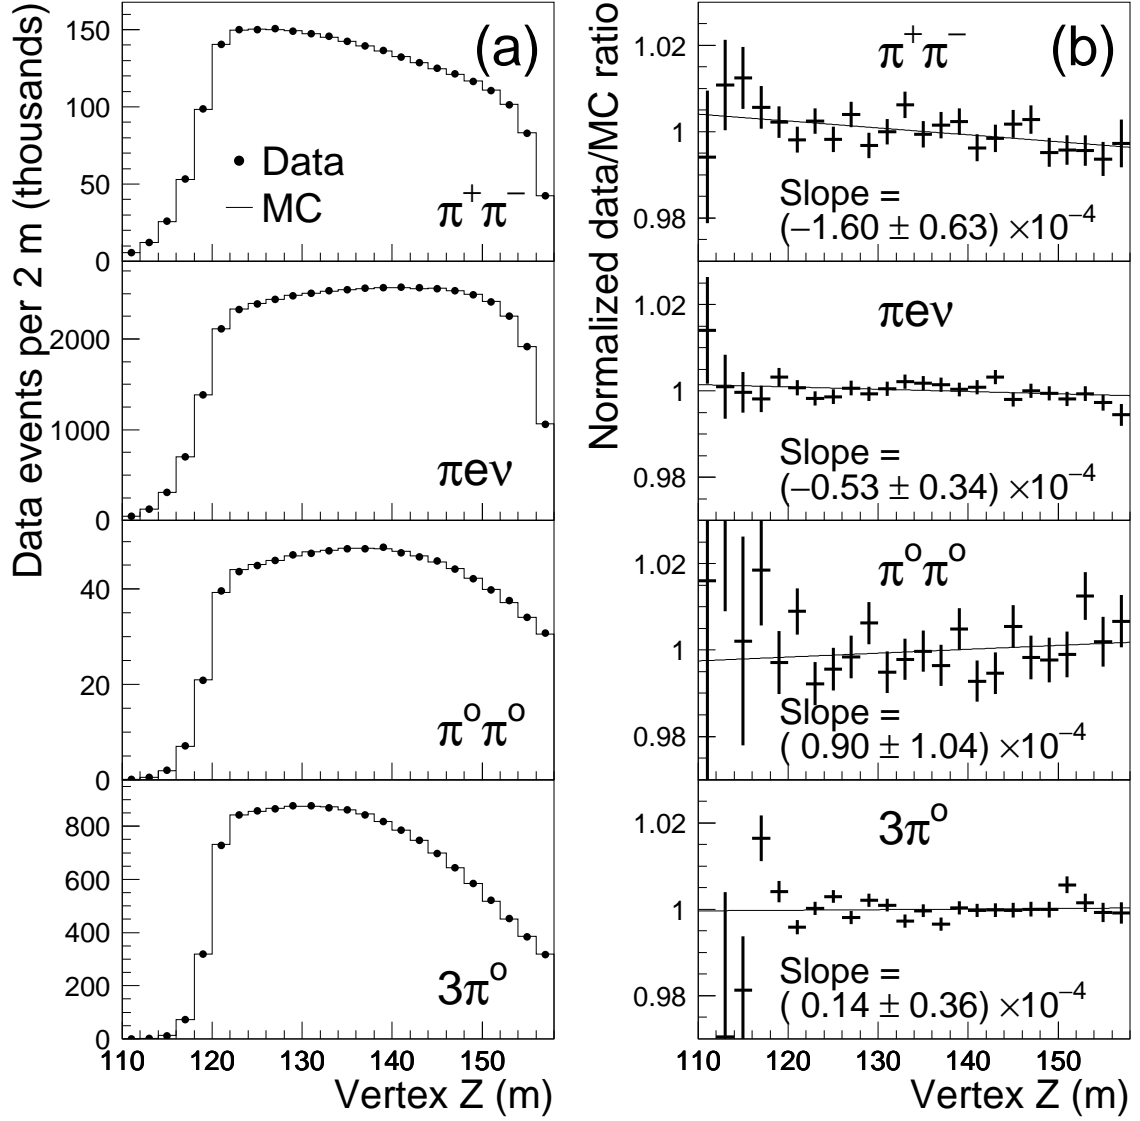 Data events per 2 m (thousands)
(a)
150
100
50
0
● Data
— MC
π⁺π⁻
2000
1000
0
πeν
40
20
0
π⁰π⁰
800
600
400
200
0
3π⁰
110 120 130 140 150
Vertex Z (m)
Normalized data/MC ratio
(b)
π⁺π⁻
1.02
1
0.98
Slope =
(−1.60 ± 0.63) ×10⁻⁴
πeν
1.02
1
0.98
Slope =
(−0.53 ± 0.34) ×10⁻⁴
π⁰π⁰
1.02
1
0.98
Slope =
( 0.90 ± 1.04) ×10⁻⁴
3π⁰
1.02
1
0.98
Slope =
( 0.14 ± 0.36) ×10⁻⁴
110 120 130 140 150
Vertex Z (m)